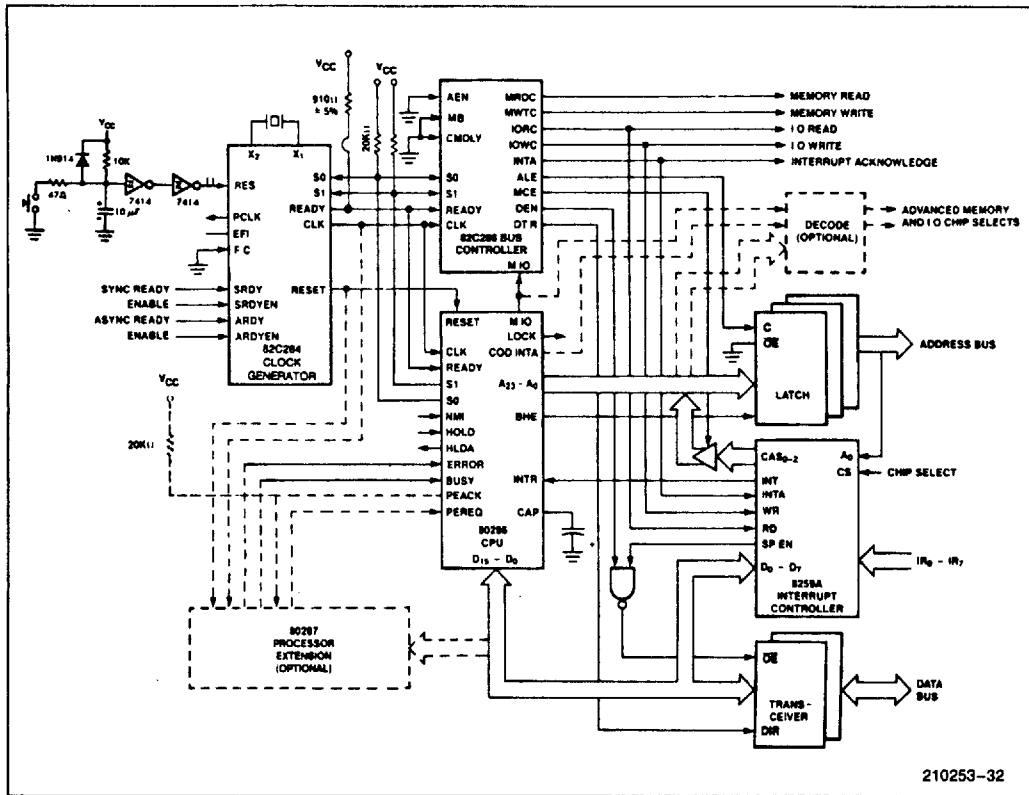 VCC
1N914
10K
47Ω
10 μF
7414
7414
VCC
910Ω
± 5%
VCC
20KΩ
X2
X1
RES
PCLK
EFI
F C
SYNC READY
SRDY
ENABLE
SRDYEN
ASYNC READY
ARDY
ENABLE
ARDYEN
S0
S1
READY
CLK
RESET
82C284
CLOCK
GENERATOR
AEN
MB
CMDLY
S0
S1
READY
CLK
MRDC
MWTC
IORC
IOWC
INTA
ALE
MCE
DEN
DT R
82C288 BUS
CONTROLLER
M IO
MEMORY READ
MEMORY WRITE
I O READ
I O WRITE
INTERRUPT ACKNOWLEDGE
DECODE
(OPTIONAL)
ADVANCED MEMORY
AND I O CHIP SELECTS
RESET
M IO
LOCK
COD INTA
CLK
READY
S1
S0
A23 - A0
NMI
BHE
HOLD
HLDA
ERROR
BUSY
INTR
PEACK
PEREQ
CAP
80286
CPU
D15 - D0
VCC
20KΩ
C
OE
LATCH
ADDRESS BUS
CAS0-2
A0
CS
CHIP SELECT
INT
INTA
WR
RD
SP EN
D0 - D7
IR0 - IR7
8259A
INTERRUPT
CONTROLLER
80287
PROCESSOR
EXTENSION
(OPTIONAL)
OE
TRANS-
CEIVER
DIR
DATA
BUS
210253-32